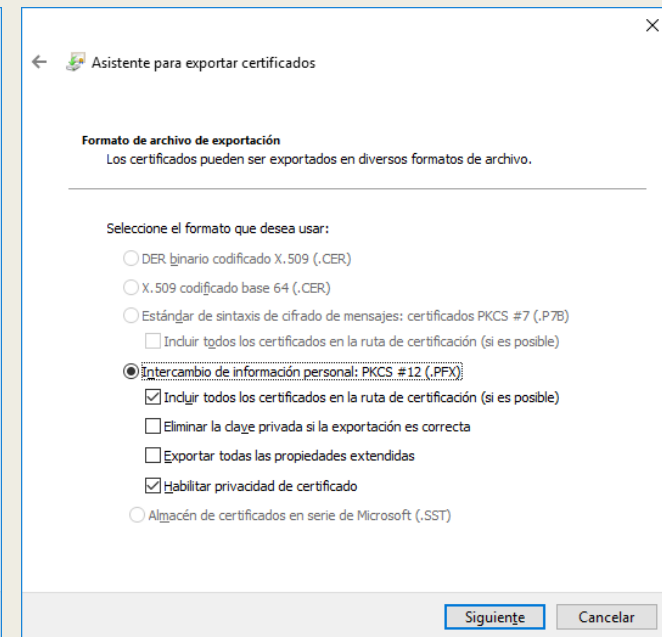 Asistente para exportar certificados
Formato de archivo de exportación
Los certificados pueden ser exportados en diversos formatos de archivo.
Seleccione el formato que desea usar:
DER binario codificado X.509 (.CER)
X.509 codificado base 64 (.CER)
Estándar de sintaxis de cifrado de mensajes: certificados PKCS #7 (.P7B)
Incluir todos los certificados en la ruta de certificación (si es posible)
Intercambio de información personal: PKCS #12 (.PFX)
Incluir todos los certificados en la ruta de certificación (si es posible)
Eliminar la clave privada si la exportación es correcta
Exportar todas las propiedades extendidas
Habilitar privacidad de certificado
Almacén de certificados en serie de Microsoft (.SST)
Siguiente Cancelar